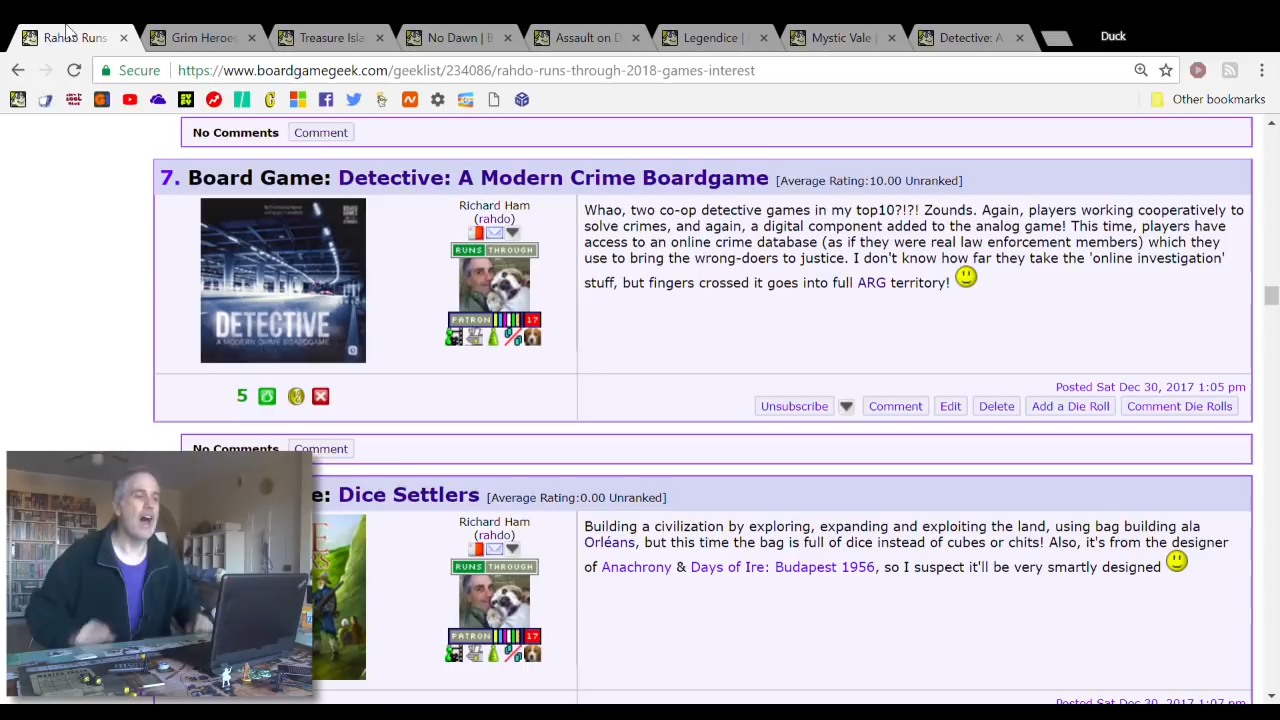 Rahdo Runs
Grim Heroes
Treasure Isla
No Dawn | B
Assault on D
Legendice |
Mystic Vale |
Detective: A
Duck
Secure
https://www.boardgamegeek.com/geeklist/234086/rahdo-runs-through-2018-games-interest
Other bookmarks
No Comments Comment
7. Board Game: Detective: A Modern Crime Boardgame [Average Rating:10.00 Unranked]
DETECTIVE
A MODERN CRIME BOARDGAME
Richard Ham
(rahdo)
RUNS THROUGH
PATRON 17
Whao, two co-op detective games in my top10?!?! Zounds. Again, players working cooperatively to
solve crimes, and again, a digital component added to the analog game! This time, players have
access to an online crime database (as if they were real law enforcement members) which they
use to bring the wrong-doers to justice. I don't know how far they take the 'online investigation'
stuff, but fingers crossed it goes into full ARG territory!
5
Posted Sat Dec 30, 2017 1:05 pm
Unsubscribe Comment Edit Delete Add a Die Roll Comment Die Rolls
No Comments Comment
e: Dice Settlers [Average Rating:0.00 Unranked]
Richard Ham
(rahdo)
RUNS THROUGH
PATRON 17
Building a civilization by exploring, expanding and exploiting the land, using bag building ala
Orléans, but this time the bag is full of dice instead of cubes or chits! Also, it's from the designer
of Anachrony & Days of Ire: Budapest 1956, so I suspect it'll be very smartly designed
Posted Sat Dec 30, 2017 1:07 pm